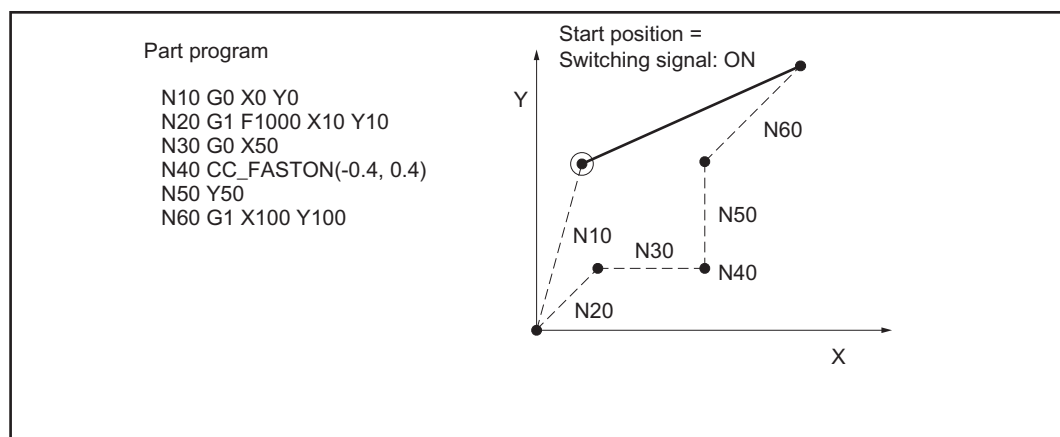 Part program
N10 G0 X0 Y0
N20 G1 F1000 X10 Y10
N30 G0 X50
N40 CC_FASTON(-0.4, 0.4)
N50 Y50
N60 G1 X100 Y100
Start position =
Switching signal: ON
Y
N60
N50
N10
N30
N40
N20
X